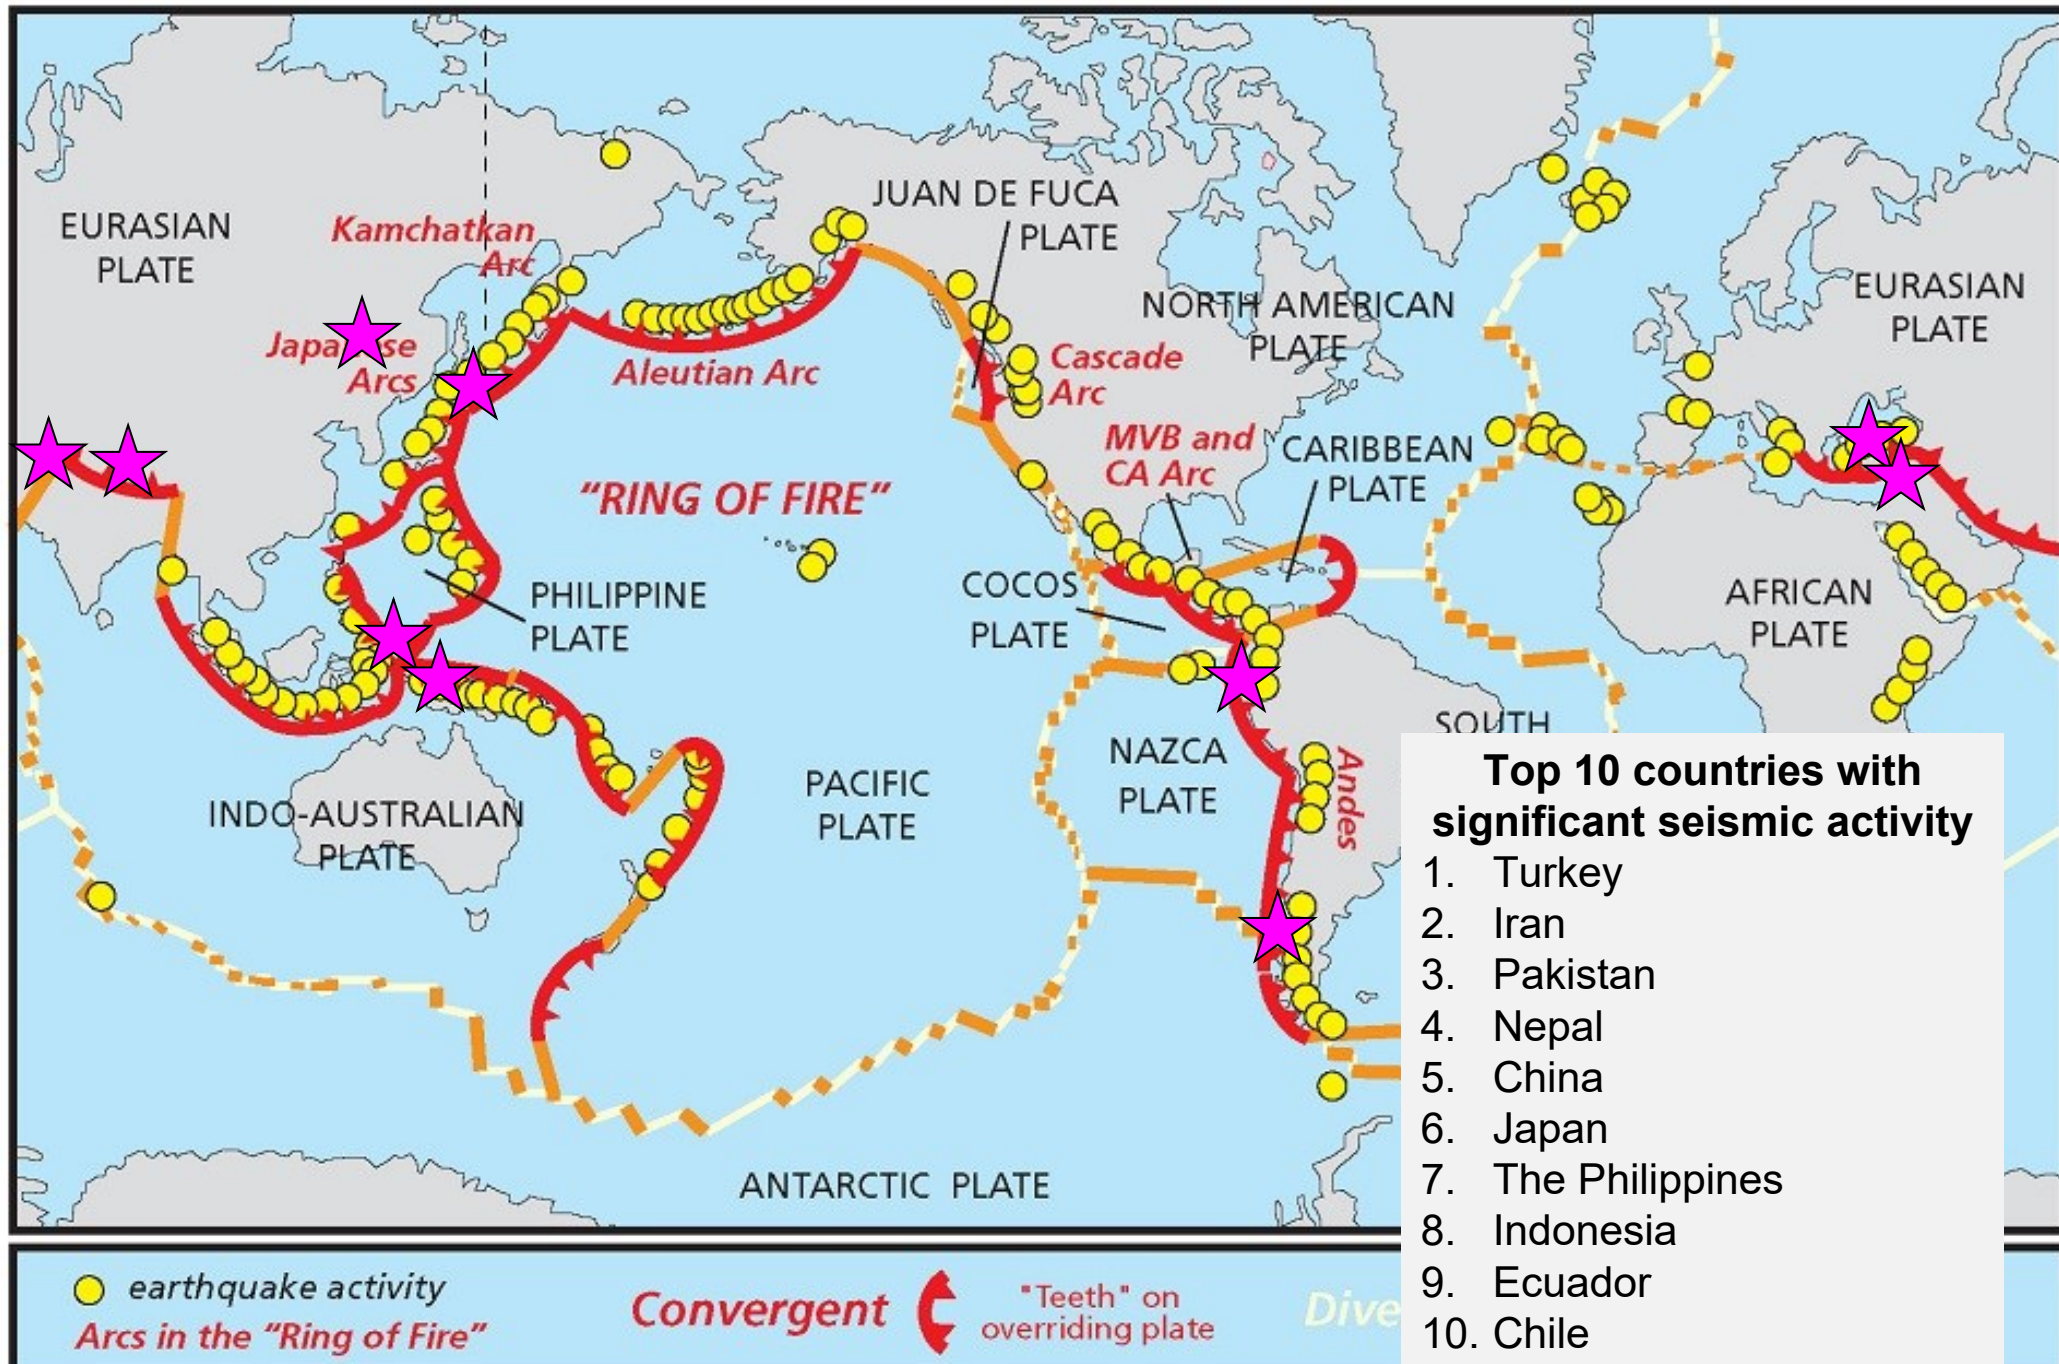 EURASIAN
PLATE
Kamchatkan
Arc
JUAN DE FUCA
PLATE
NORTH AMERICAN
PLATE
EURASIAN
PLATE
Arcs
Aleutian Arc
Cascade
Arc
MVB and
CA Arc
CARIBBEAN
PLATE
"RING OF FIRE"
PHILIPPINE
PLATE
COCOS
PLATE
AFRICAN
PLATE
SOUTH
NAZCA
PLATE
Andes
PACIFIC
PLATE
INDO-AUSTRALIAN
PLATE
ANTARCTIC PLATE
Top 10 countries with
significant seismic activity
1. Turkey
2. Iran
3. Pakistan
4. Nepal
5. China
6. Japan
7. The Philippines
8. Indonesia
9. Ecuador
10. Chile
earthquake activity
Arcs in the "Ring of Fire"
Convergent
"Teeth" on
overriding plate